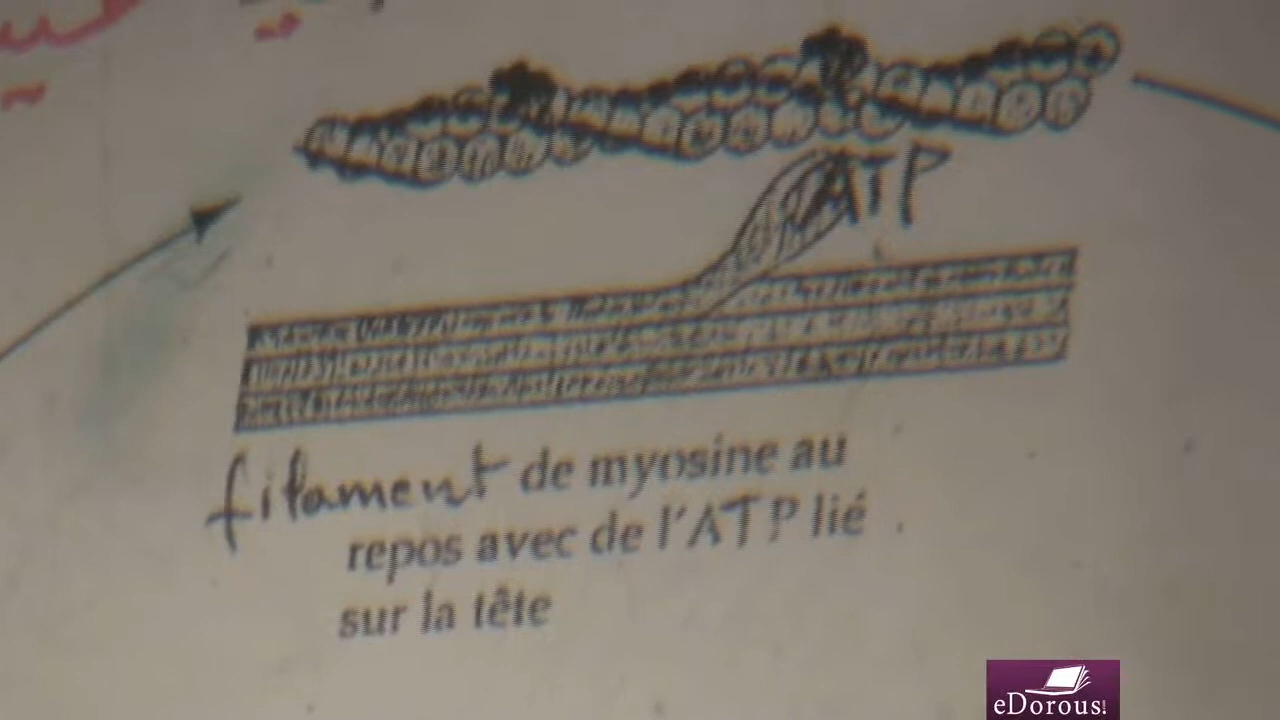 ATP
filament de myosine au
repos avec de l'ATP lié
sur la tête
eDorous!